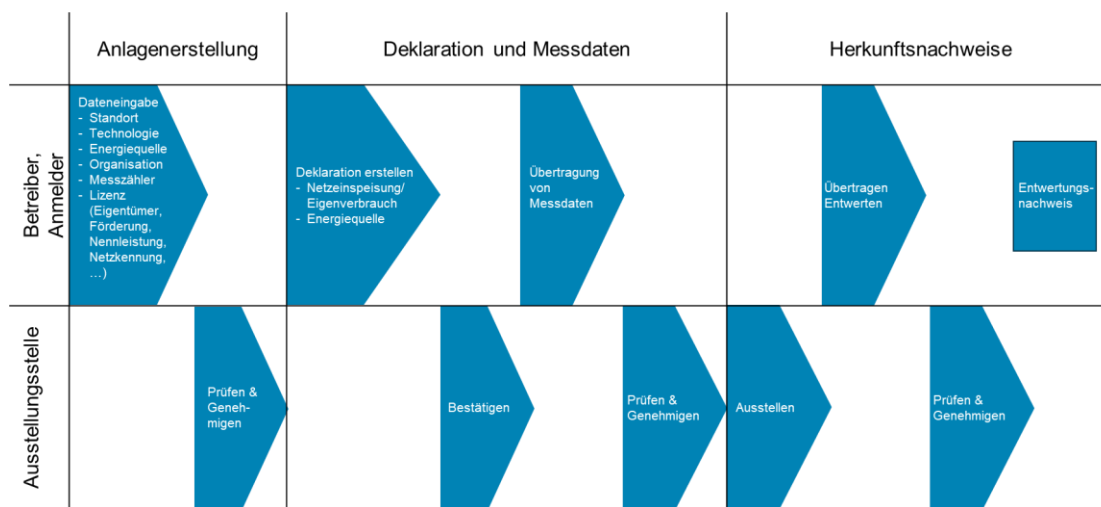 Anlagenerstellung
Deklaration und Messdaten
Herkunftsnachweise
Betreiber,
Anmelder
Dateneingabe
- Standort
- Technologie
- Energiequelle
- Organisation
- Messzähler
- Lizenz
(Eigentümer,
Förderung,
Nennleistung,
Netzkennung,
…)
Deklaration erstellen
- Netzeinspeisung/
Eigenverbrauch
- Energiequelle
Übertragung
von
Messdaten
Übertragen
Entwerten
Entwertungs-
nachweis
Ausstellungsstelle
Prüfen &
Geneh-
migen
Bestätigen
Prüfen &
Genehmigen
Ausstellen
Prüfen &
Genehmigen